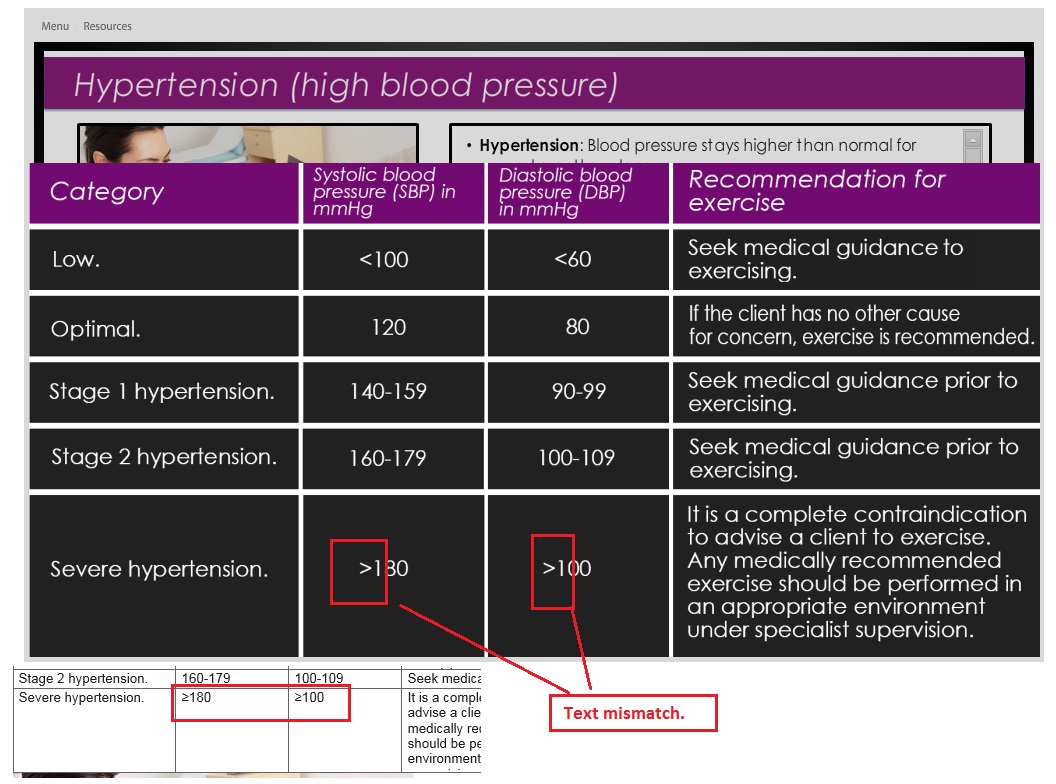 Menu Resources
Hypertension (high blood pressure)
• Hypertension: Blood pressure stays higher than normal for
Category
Systolic blood
pressure (SBP) in
mmHg
Diastolic blood
pressure (DBP)
in mmHg
Recommendation for
exercise
Low.
<100
<60
Seek medical guidance to
exercising.
Optimal.
120
80
If the client has no other cause
for concern, exercise is recommended.
Stage 1 hypertension.
140-159
90-99
Seek medical guidance prior to
exercising.
Stage 2 hypertension.
160-179
100-109
Seek medical guidance prior to
exercising.
Severe hypertension.
>180
>100
It is a complete contraindication
to advise a client to exercise.
Any medically recommended
exercise should be performed in
an appropriate environment
under specialist supervision.
Stage 2 hypertension.
160-179
100-109
Seek medica
Severe hypertension.
≥180
≥100
It is a comple
advise a clie
medically rec
should be pe
environment
Text mismatch.